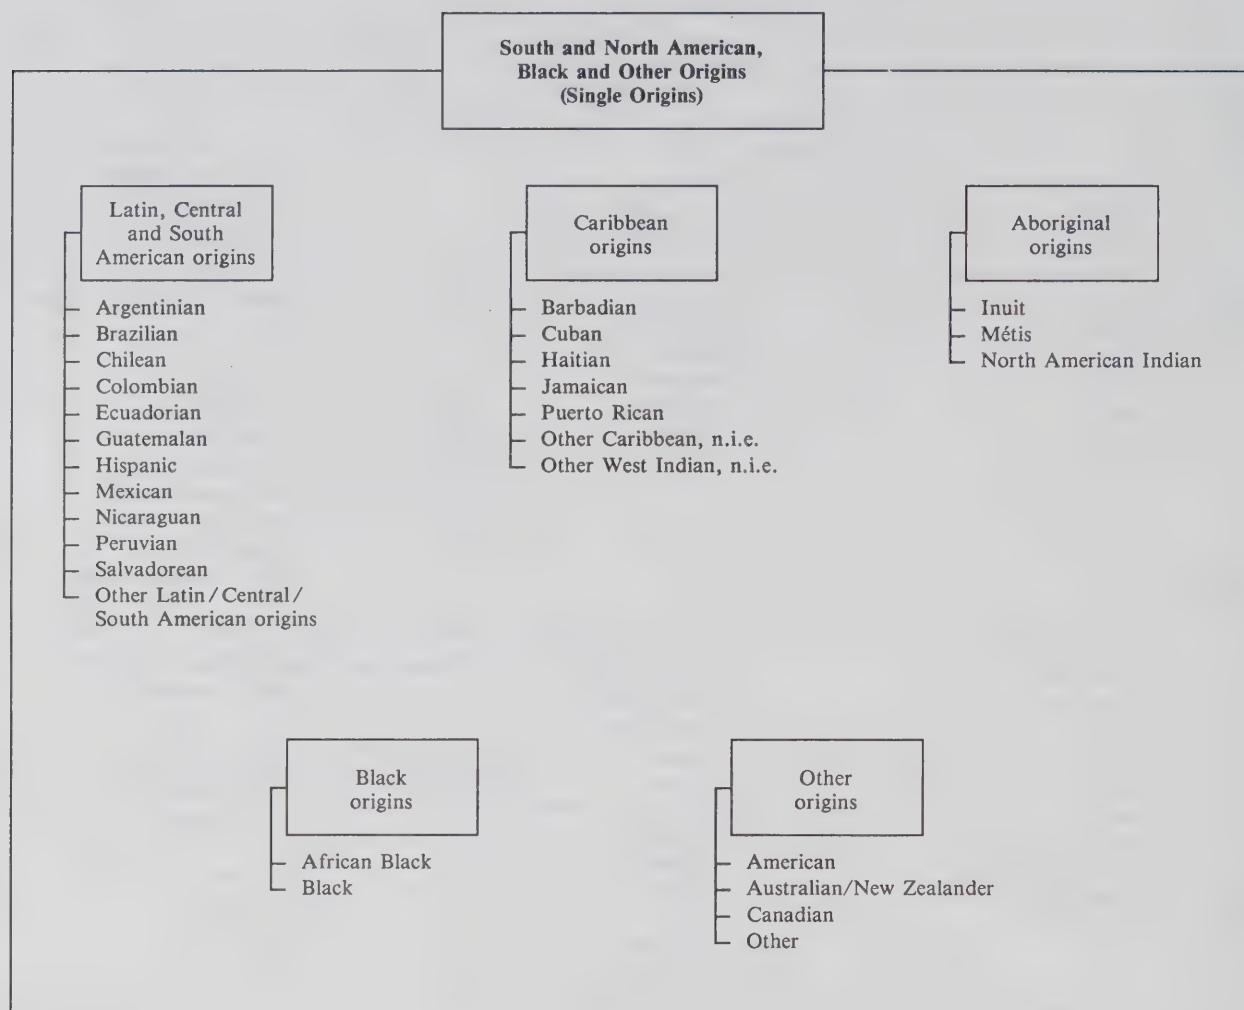 South and North American,
Black and Other Origins
(Single Origins)
Latin, Central
and South
American origins
Argentinian
Brazilian
Chilean
Colombian
Ecuadorian
Guatemalan
Hispanic
Mexican
Nicaraguan
Peruvian
Salvadorean
Other Latin/Central/
South American origins
Caribbean
origins
Barbadian
Cuban
Haitian
Jamaican
Puerto Rican
Other Caribbean, n.i.e.
Other West Indian, n.i.e.
Aboriginal
origins
Inuit
Métis
North American Indian
Black
origins
African Black
Black
Other
origins
American
Australian/New Zealander
Canadian
Other